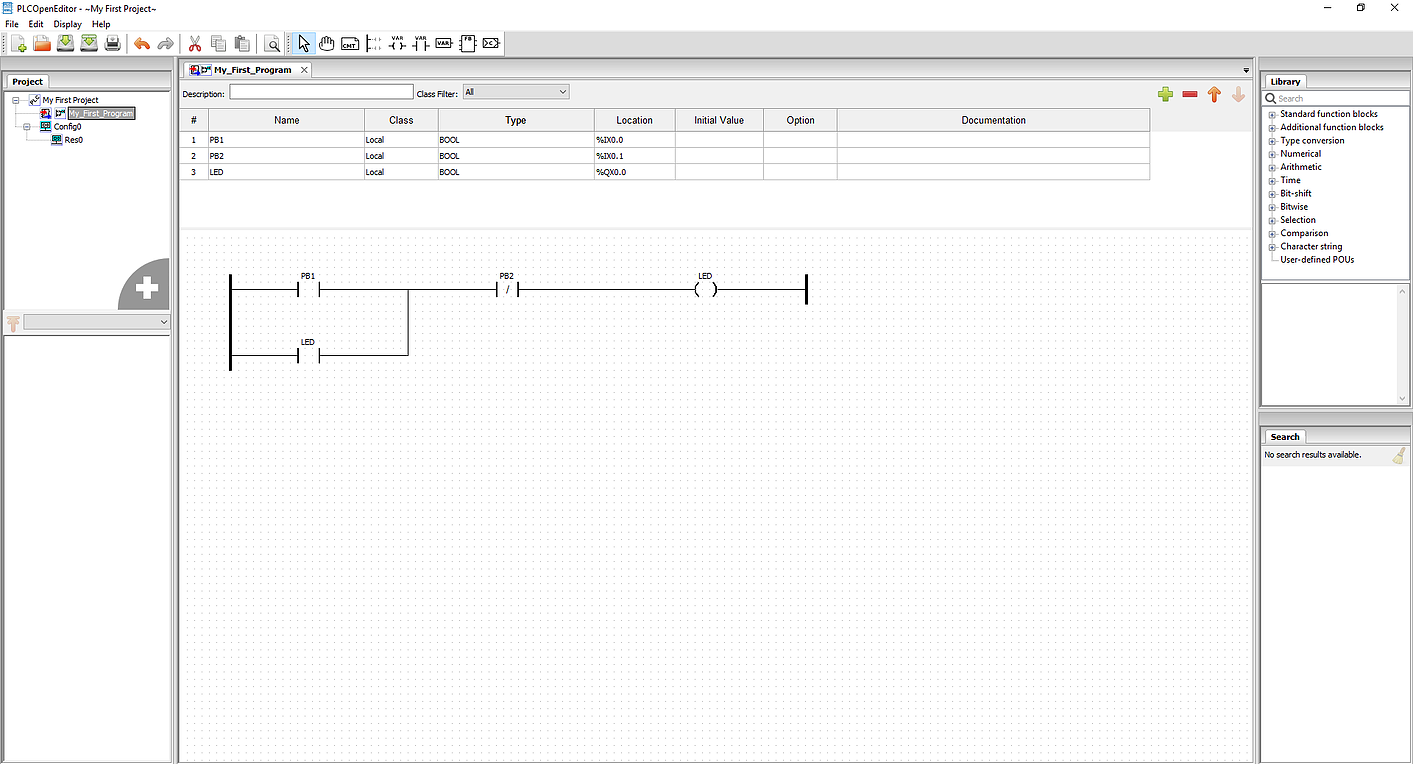 PLCOpenEditor - ~My First Project~
File Edit Display Help
CMT VAR VAR VAR FB >C>
Project
My First Project
My_First_Program
Config0
Res0
My_First_Program
Description: Class Filter: All
# Name Class Type Location Initial Value Option Documentation
1 PB1 Local BOOL %IX0.0
2 PB2 Local BOOL %IX0.1
3 LED Local BOOL %QX0.0
PB1 PB2 LED
/
LED
Library
Search
Standard function blocks
Additional function blocks
Type conversion
Numerical
Arithmetic
Time
Bit-shift
Bitwise
Selection
Comparison
Character string
User-defined POUs
Search
No search results available.